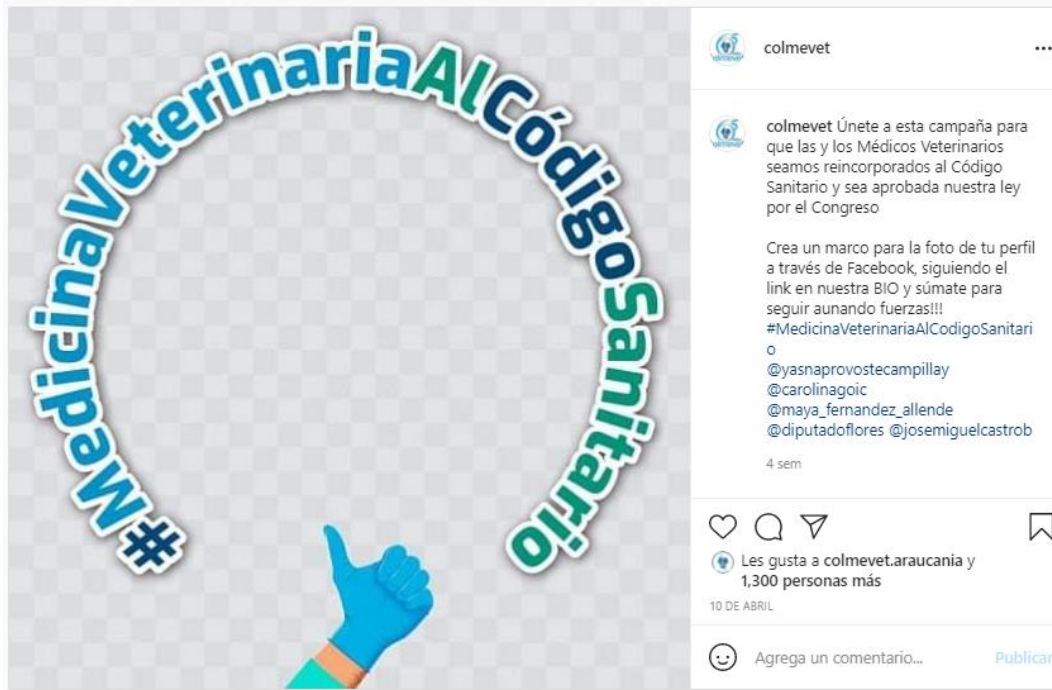 #MedicinaVeterinariaAlCódigoSanitario
colmevet
colmevet Únete a esta campaña para
que las y los Médicos Veterinarios
seamos reincorporados al Código
Sanitario y sea aprobada nuestra ley
por el Congreso
Crea un marco para la foto de tu perfil
a través de Facebook, siguiendo el
link en nuestra BIO y súmate para
seguir aunando fuerzas!!!
#MedicinaVeterinariaAlCodigoSanitari
o
@yasnaprovostecampillay
@carolinagoic
@maya_fernandez_allende
@diputadoflores @josemiguelcastrob
4 sem
Les gusta a colmevet.araucania y
1,300 personas más
10 DE ABRIL
Agrega un comentario... Publicar